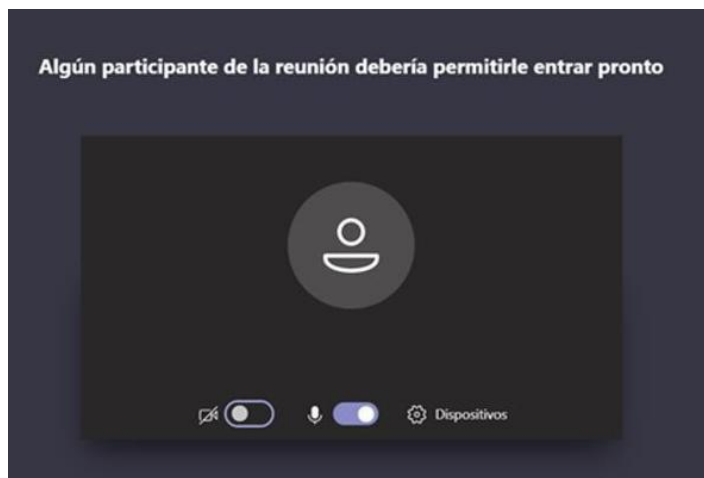 Algún participante de la reunión debería permitirle entrar pronto
Dispositivos